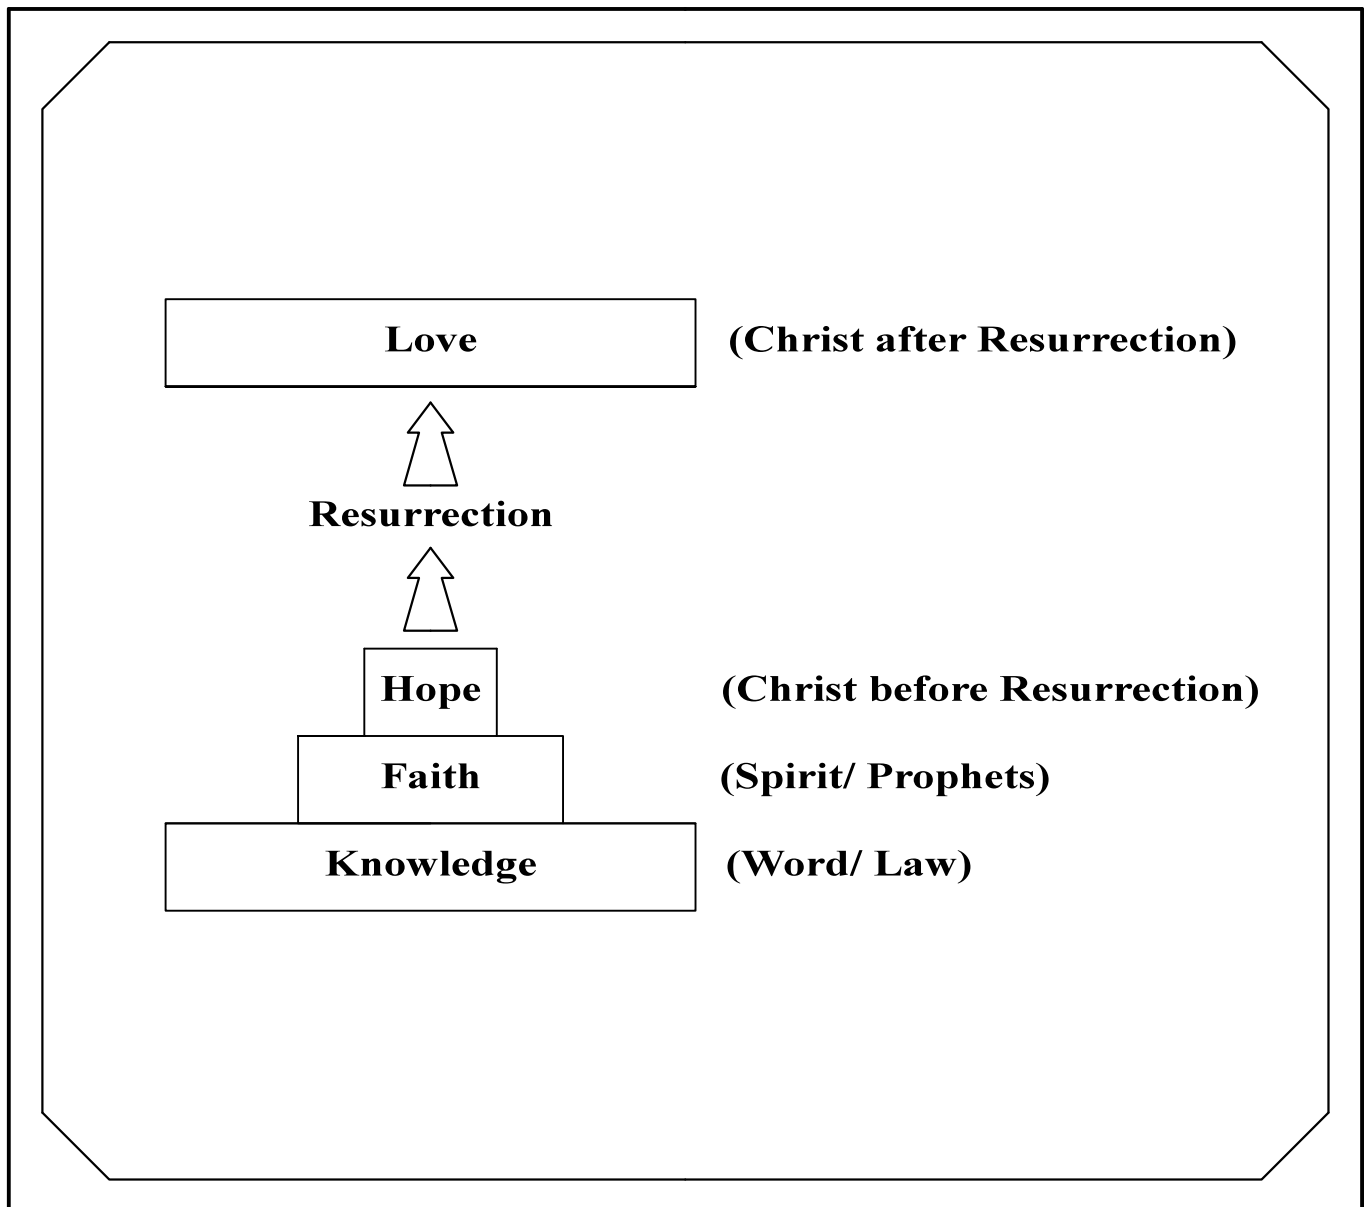 Love (Christ after Resurrection)
Resurrection
Hope (Christ before Resurrection)
Faith (Spirit/ Prophets)
Knowledge (Word/ Law)